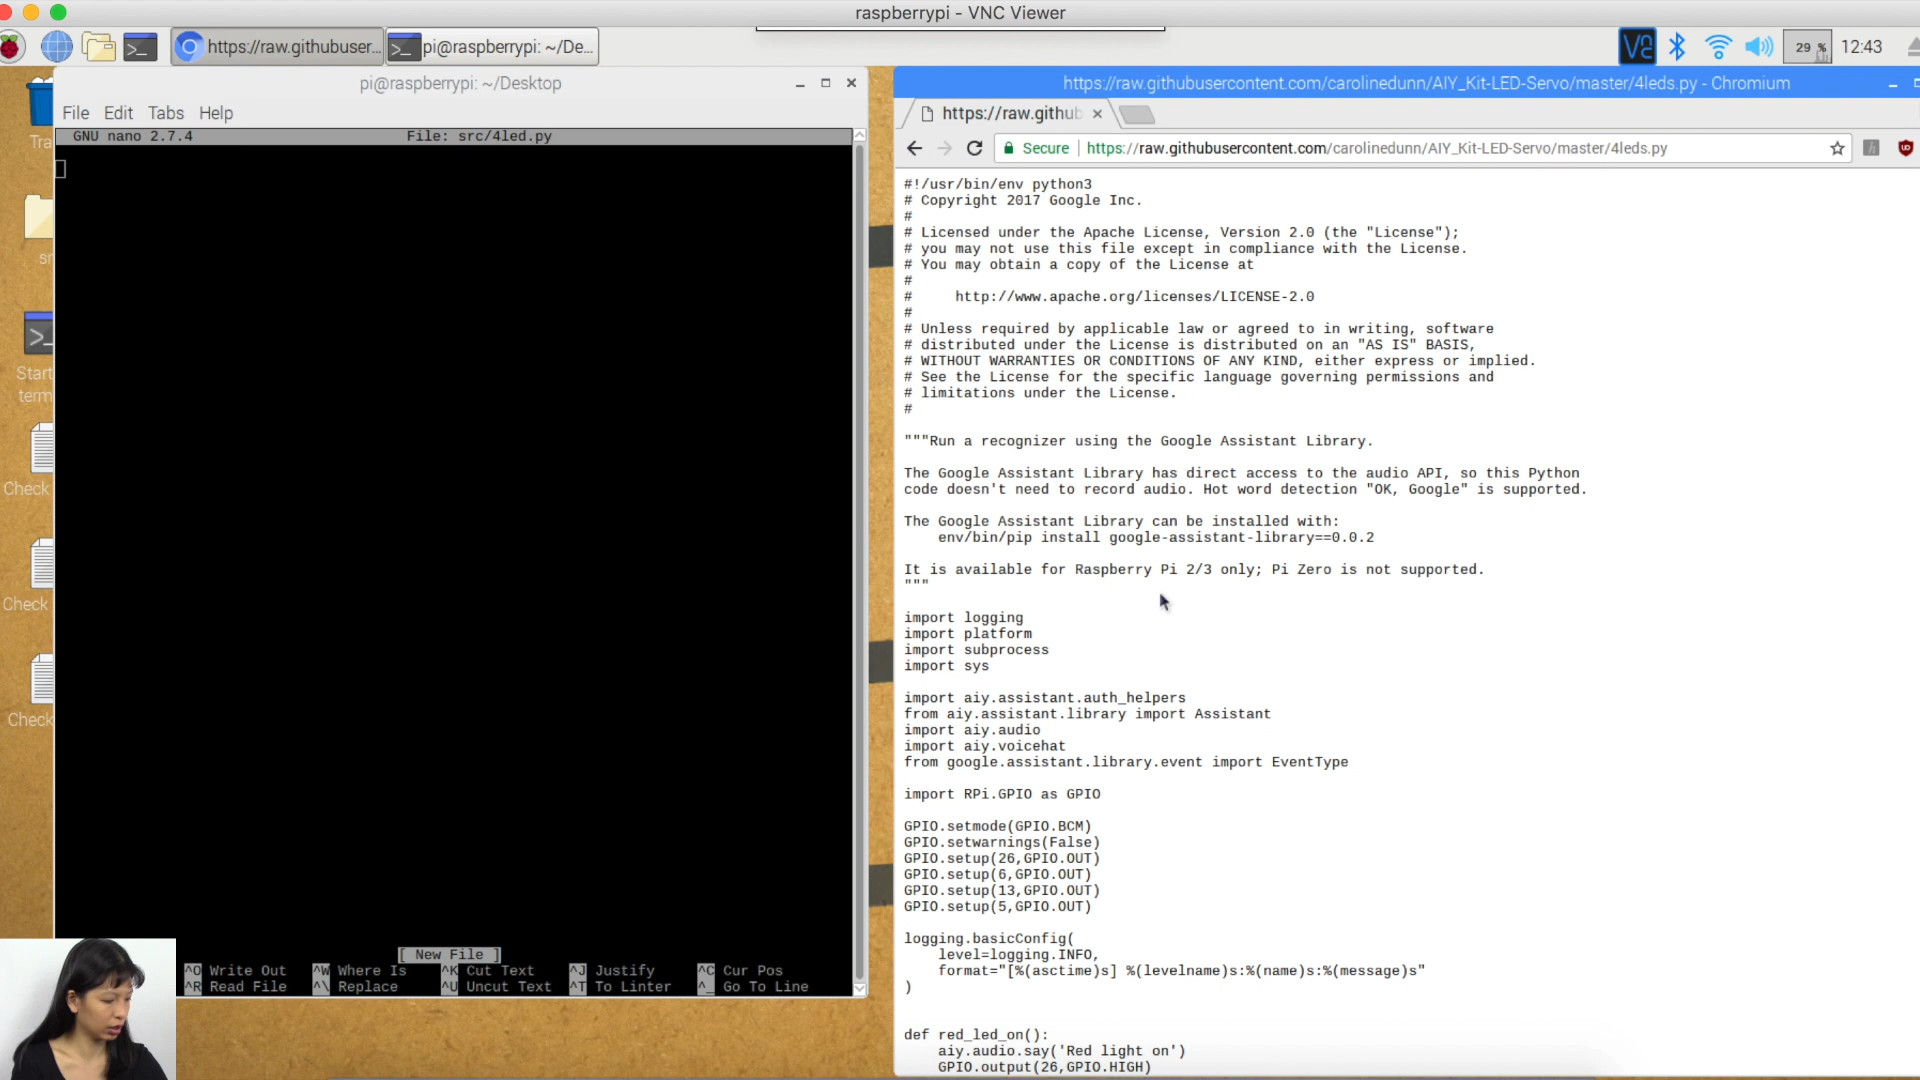 raspberrypi - VNC Viewer
https://raw.githubuser...
pi@raspberrypi: ~/De...
29 %
12:43
pi@raspberrypi: ~/Desktop
File Edit Tabs Help
GNU nano 2.7.4 File: src/4led.py
[ New File ]
^O Write Out ^W Where Is ^K Cut Text ^J Justify ^C Cur Pos
^R Read File ^\ Replace ^U Uncut Text ^T To Linter ^_ Go To Line
Tra
Start
term
Check
Check
Check
https://raw.githubusercontent.com/carolinedunn/AIY_Kit-LED-Servo/master/4leds.py - Chromium
https://raw.github
Secure https://raw.githubusercontent.com/carolinedunn/AIY_Kit-LED-Servo/master/4leds.py
#!/usr/bin/env python3
# Copyright 2017 Google Inc.
#
# Licensed under the Apache License, Version 2.0 (the "License");
# you may not use this file except in compliance with the License.
# You may obtain a copy of the License at
#
#     http://www.apache.org/licenses/LICENSE-2.0
#
# Unless required by applicable law or agreed to in writing, software
# distributed under the License is distributed on an "AS IS" BASIS,
# WITHOUT WARRANTIES OR CONDITIONS OF ANY KIND, either express or implied.
# See the License for the specific language governing permissions and
# limitations under the License.
#
"""Run a recognizer using the Google Assistant Library.
The Google Assistant Library has direct access to the audio API, so this Python
code doesn't need to record audio. Hot word detection "OK, Google" is supported.
The Google Assistant Library can be installed with:
    env/bin/pip install google-assistant-library==0.0.2
It is available for Raspberry Pi 2/3 only; Pi Zero is not supported.
"""
import logging
import platform
import subprocess
import sys
import aiy.assistant.auth_helpers
from aiy.assistant.library import Assistant
import aiy.audio
import aiy.voicehat
from google.assistant.library.event import EventType
import RPi.GPIO as GPIO
GPIO.setmode(GPIO.BCM)
GPIO.setwarnings(False)
GPIO.setup(26,GPIO.OUT)
GPIO.setup(6,GPIO.OUT)
GPIO.setup(13,GPIO.OUT)
GPIO.setup(5,GPIO.OUT)
logging.basicConfig(
    level=logging.INFO,
    format="[%(asctime)s] %(levelname)s:%(name)s:%(message)s"
)
def red_led_on():
    aiy.audio.say('Red light on')
    GPIO.output(26,GPIO.HIGH)